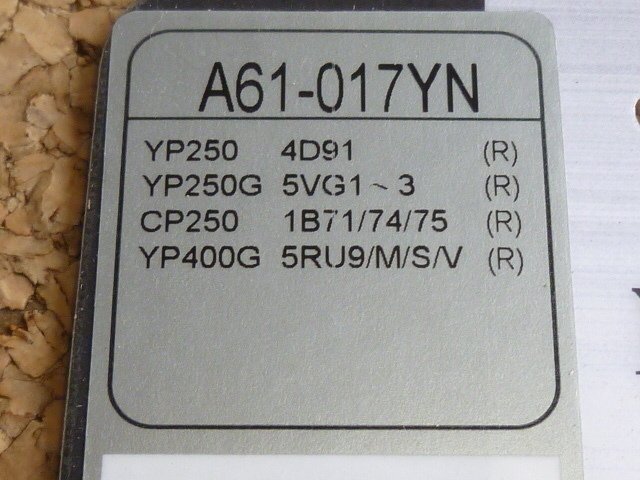 A61-017YN
YP250 4D91 (R)
YP250G 5VG1~3 (R)
CP250 1B71/74/75 (R)
YP400G 5RU9/M/S/V (R)